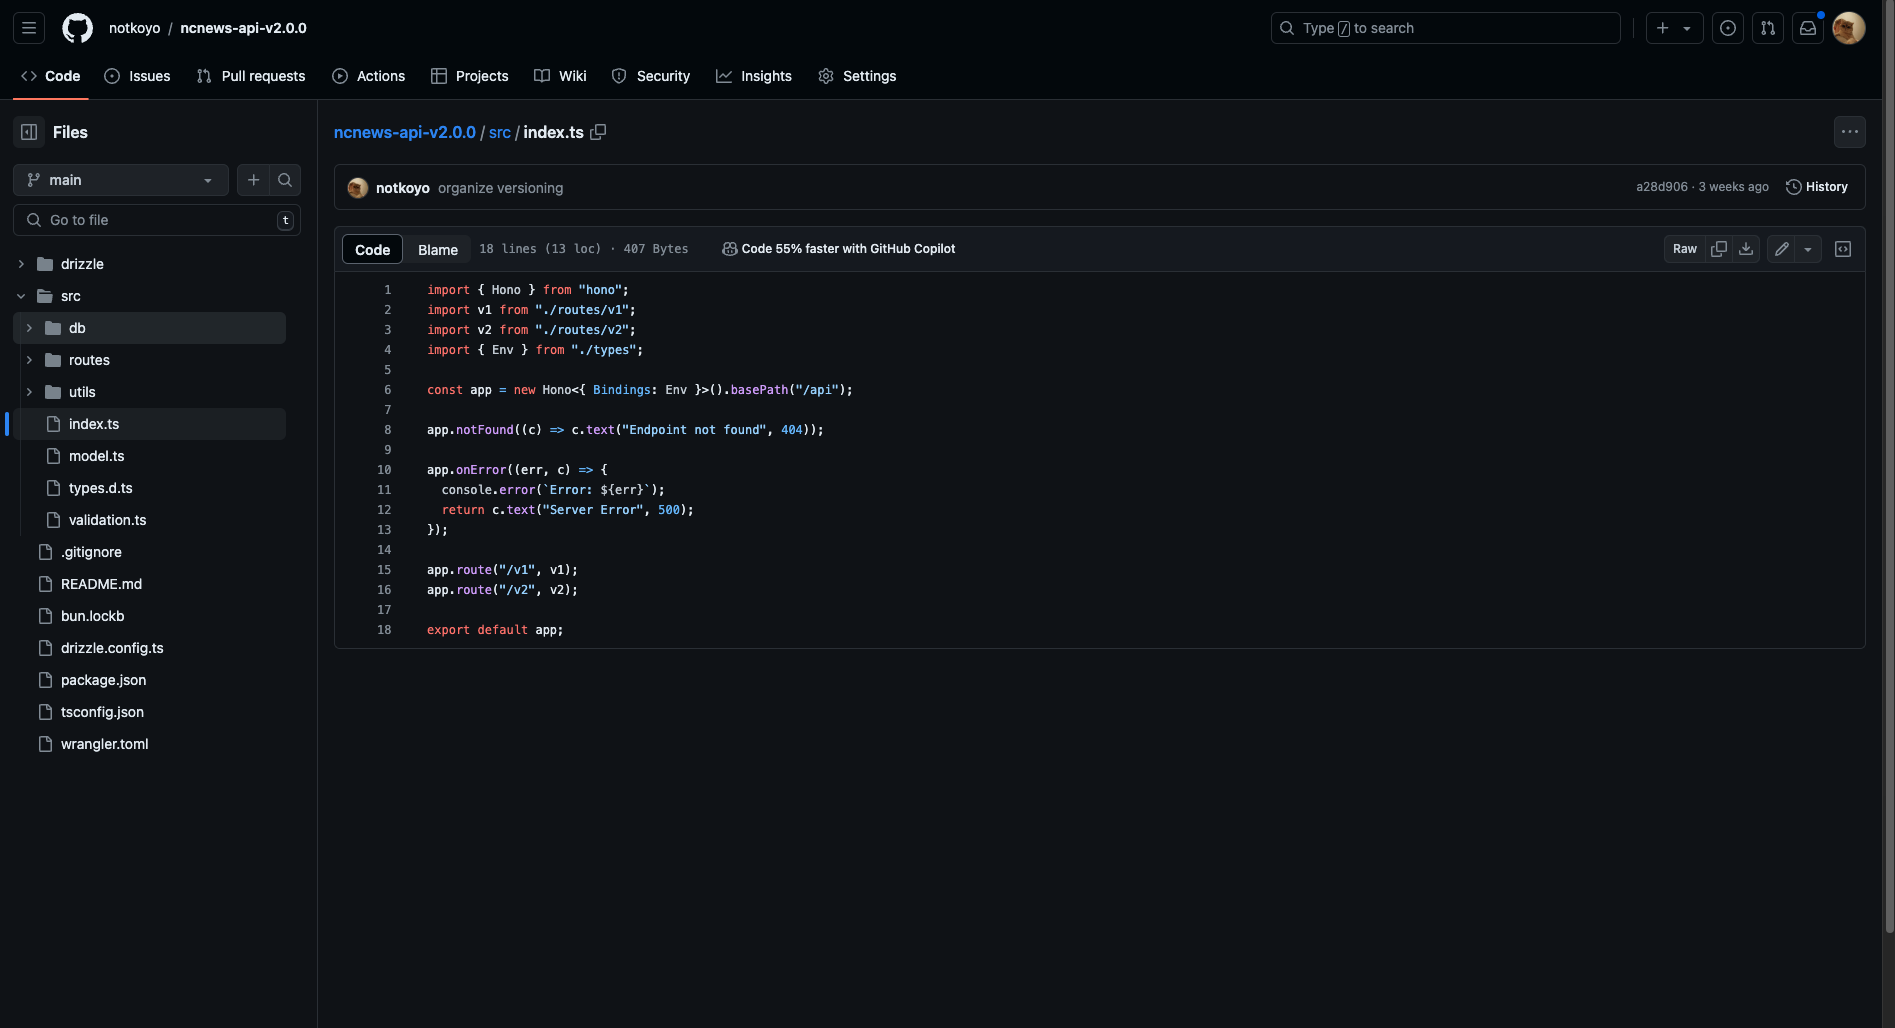 notkoyo / ncnews-api-v2.0.0
Type / to search
Code
Issues
Pull requests
Actions
Projects
Wiki
Security
Insights
Settings
Files
main
Go to file
t
drizzle
src
db
routes
utils
index.ts
model.ts
types.d.ts
validation.ts
.gitignore
README.md
bun.lockb
drizzle.config.ts
package.json
tsconfig.json
wrangler.toml
ncnews-api-v2.0.0 / src / index.ts
notkoyo organize versioning
a28d906 · 3 weeks ago
History
Code
Blame
18 lines (13 loc) · 407 Bytes
Code 55% faster with GitHub Copilot
Raw
1 import { Hono } from "hono";
2 import v1 from "./routes/v1";
3 import v2 from "./routes/v2";
4 import { Env } from "./types";
5
6 const app = new Hono<{ Bindings: Env }>().basePath("/api");
7
8 app.notFound((c) => c.text("Endpoint not found", 404));
9
10 app.onError((err, c) => {
11   console.error(`Error: ${err}`);
12   return c.text("Server Error", 500);
13 });
14
15 app.route("/v1", v1);
16 app.route("/v2", v2);
17
18 export default app;